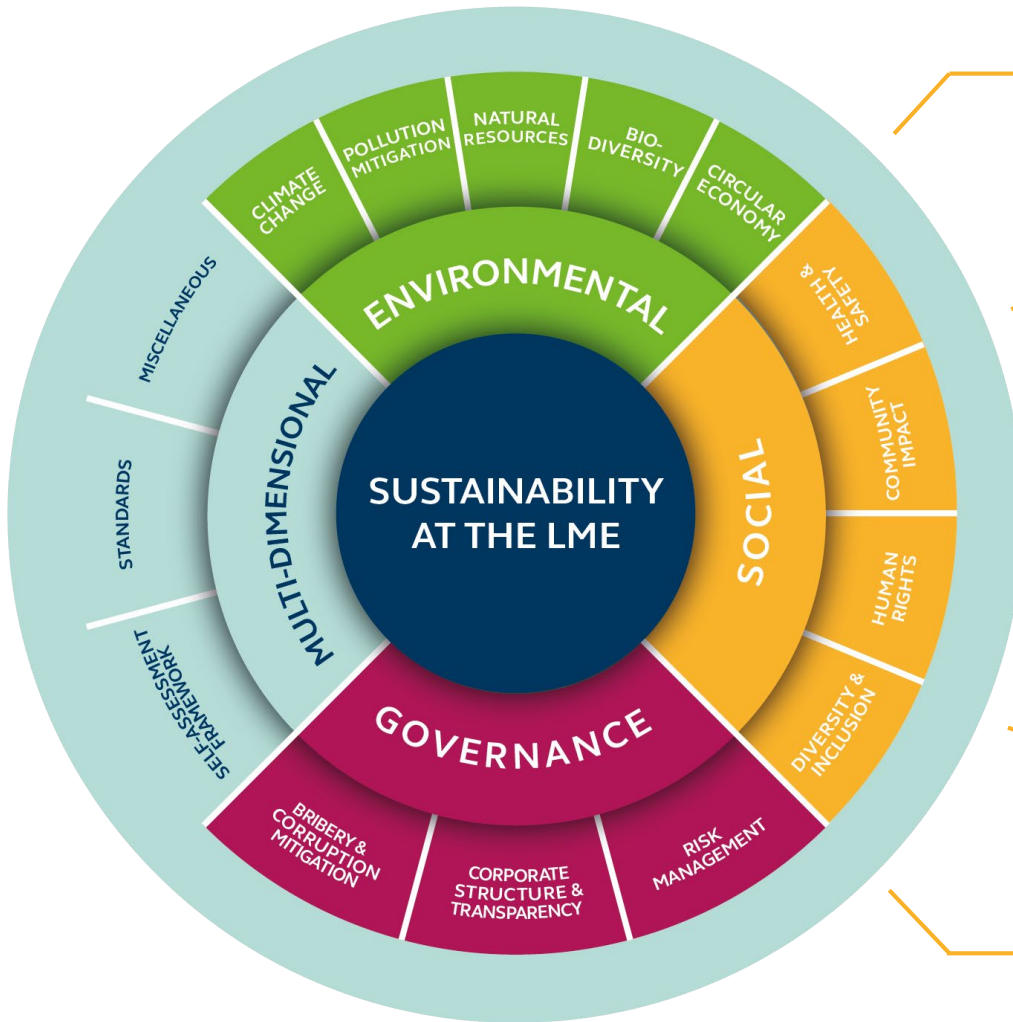 SUSTAINABILITY
AT THE LME
ENVIRONMENTAL
CLIMATE
CHANGE
POLLUTION
MITIGATION
NATURAL
RESOURCES
BIO-
DIVERSITY
CIRCULAR
ECONOMY
SOCIAL
HEALTH &
SAFETY
COMMUNITY
IMPACT
HUMAN
RIGHTS
DIVERSITY &
INCLUSION
GOVERNANCE
RISK
MANAGEMENT
CORPORATE
STRUCTURE &
TRANSPARENCY
BRIBERY &
CORRUPTION
MITIGATION
MULTI-DIMENSIONAL
SELF-ASSESSMENT
FRAMEWORK
STANDARDS
MISCELLANEOUS